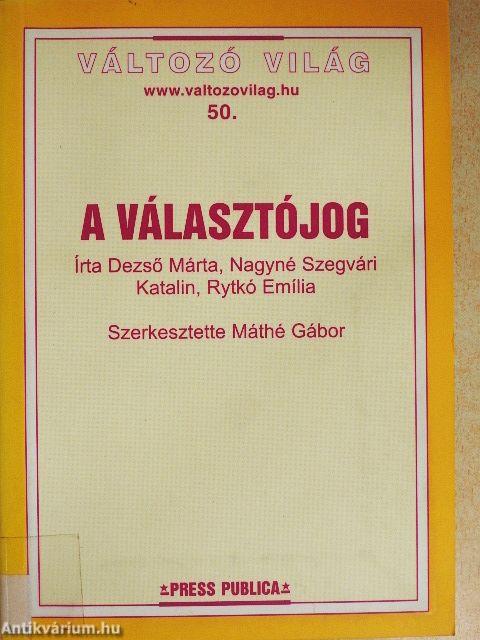 VÁLTOZÓ VILÁG
www.valtozovilag.hu
50.
A VÁLASZTÓJOG
Írta Dezső Márta, Nagyné Szegvári
Katalin, Rytkó Emília
Szerkesztette Máthé Gábor
PRESS PUBLICA
Antikvárium.hu